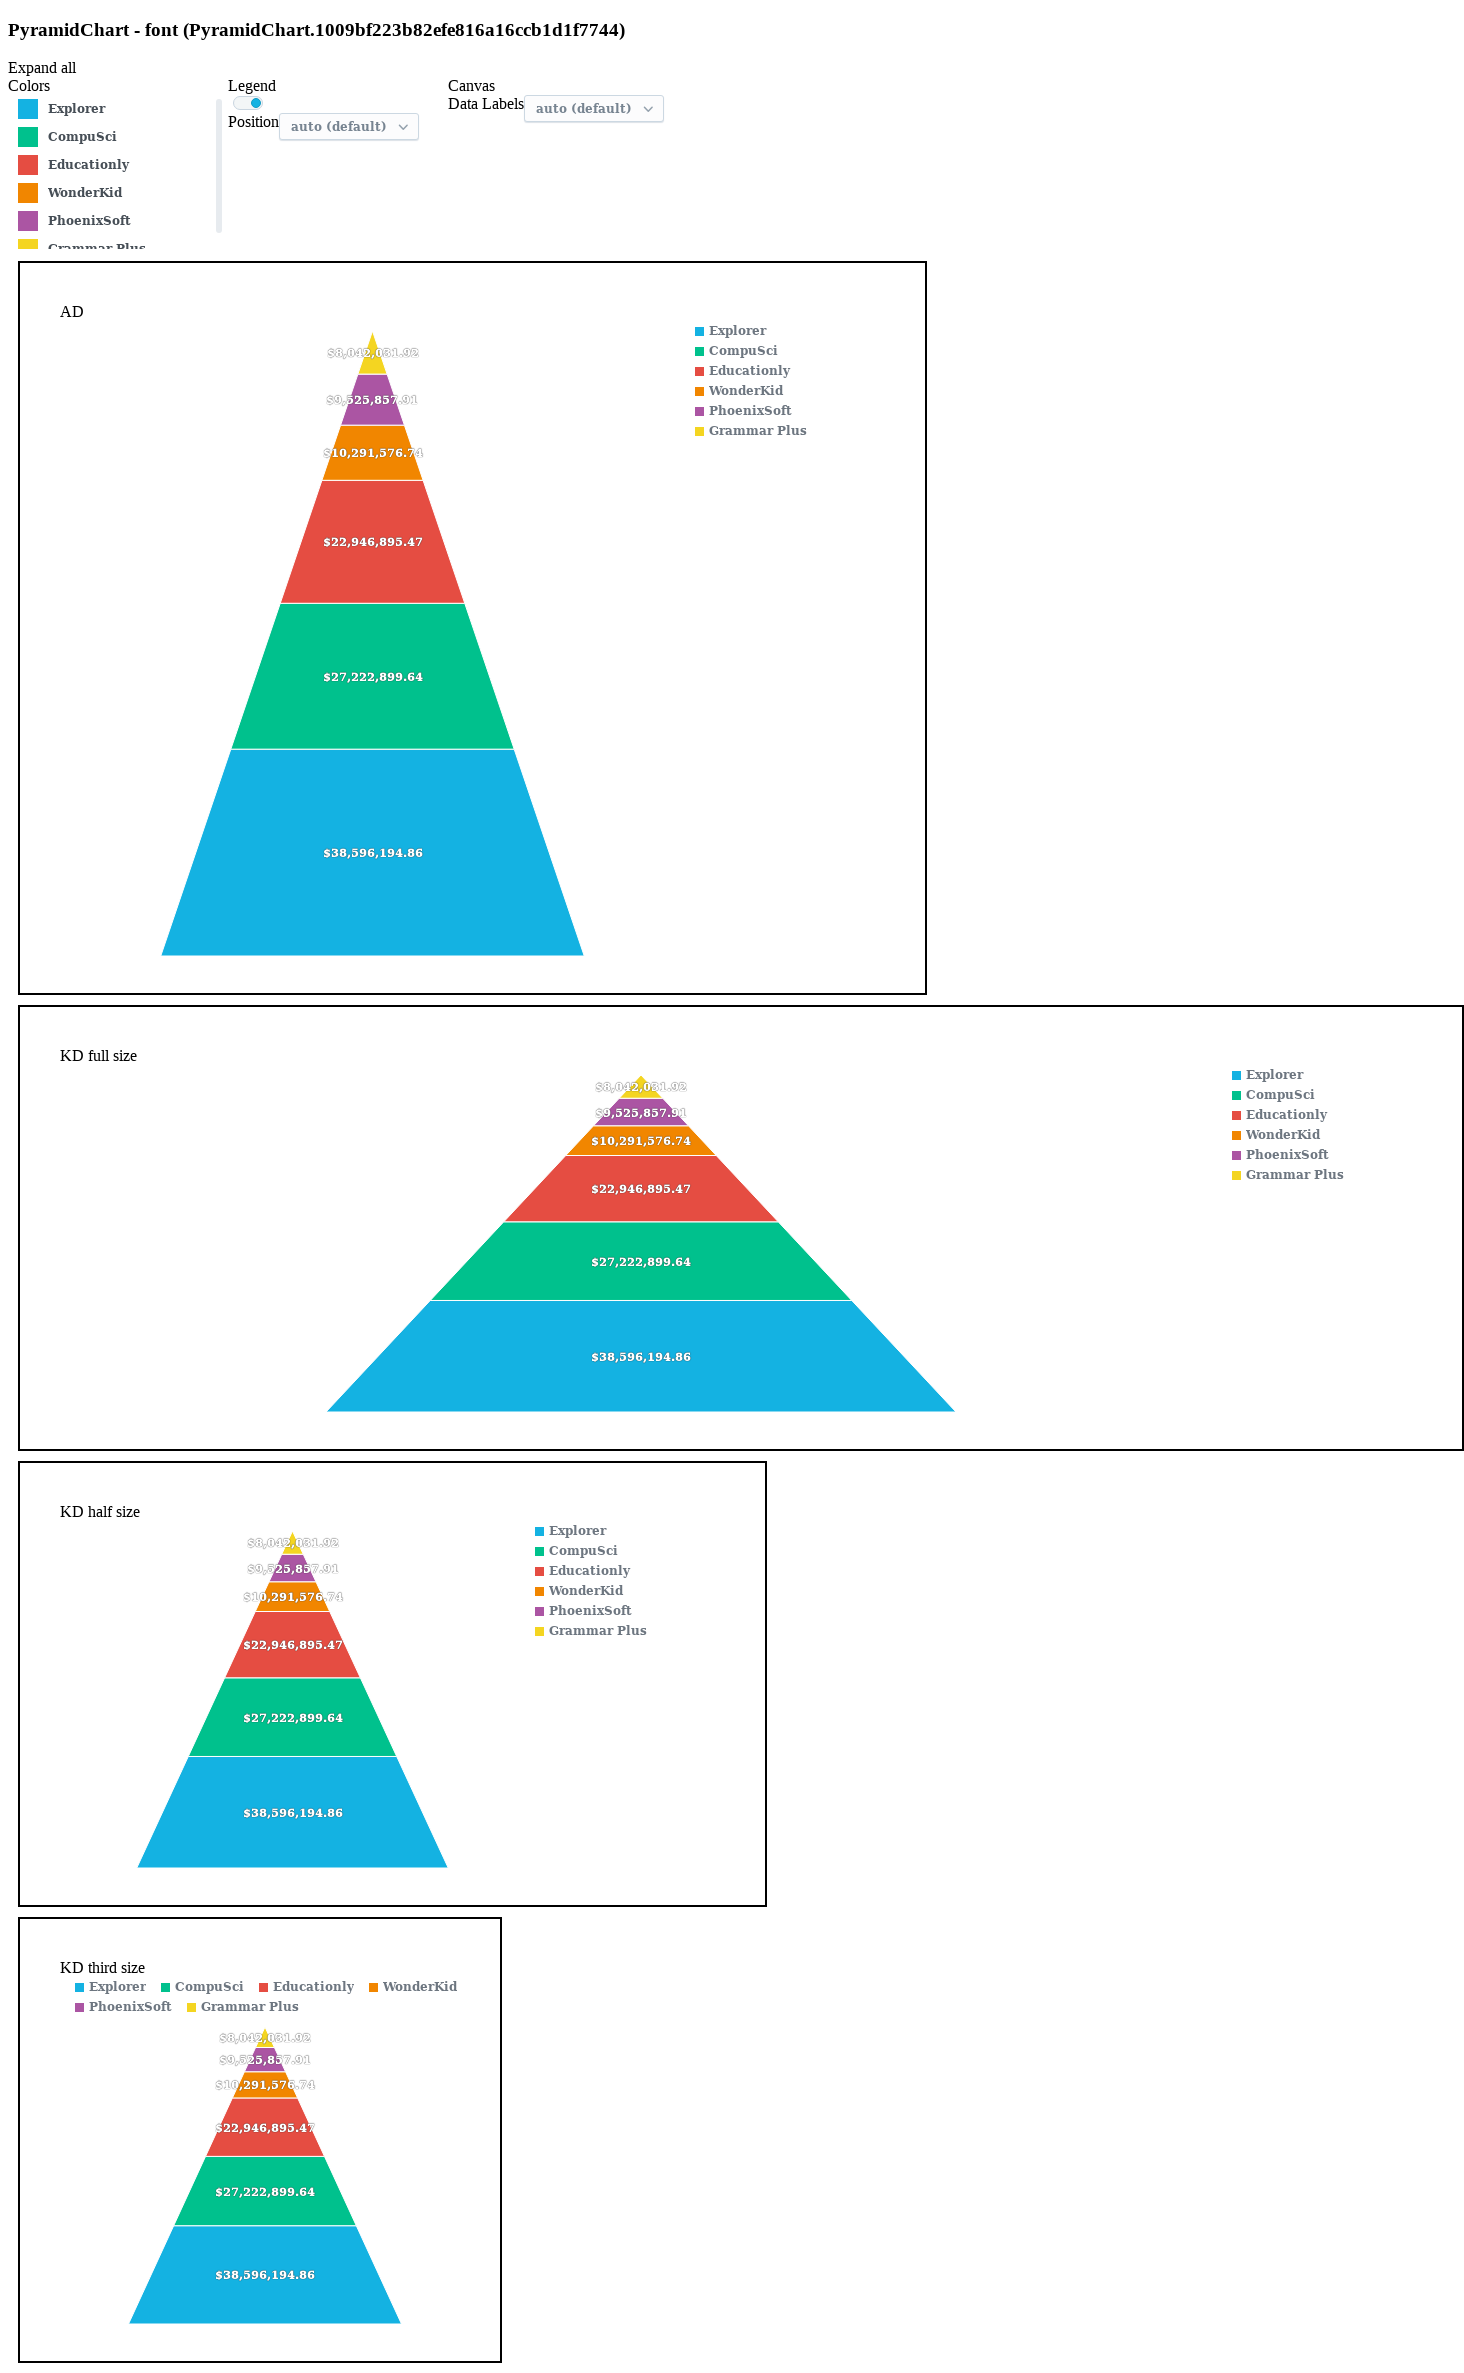 PyramidChart - font (PyramidChart.1009bf223b82efe816a16ccb1d1f7744)
Expand all
Colors
Explorer
CompuSci
Educationly
WonderKid
PhoenixSoft
Grammar Plus
Legend
Position auto (default)
Canvas
Data Labels auto (default)
AD
$8,042,031.92
$9,525,857.91
$10,291,576.74
$22,946,895.47
$27,222,899.64
$38,596,194.86
Explorer
CompuSci
Educationly
WonderKid
PhoenixSoft
Grammar Plus
KD full size
$8,042,031.92
$9,525,857.91
$10,291,576.74
$22,946,895.47
$27,222,899.64
$38,596,194.86
Explorer
CompuSci
Educationly
WonderKid
PhoenixSoft
Grammar Plus
KD half size
$8,042,031.92
$9,525,857.91
$10,291,576.74
$22,946,895.47
$27,222,899.64
$38,596,194.86
Explorer
CompuSci
Educationly
WonderKid
PhoenixSoft
Grammar Plus
KD third size
Explorer CompuSci Educationly WonderKid
PhoenixSoft Grammar Plus
$8,042,031.92
$9,525,857.91
$10,291,576.74
$22,946,895.47
$27,222,899.64
$38,596,194.86